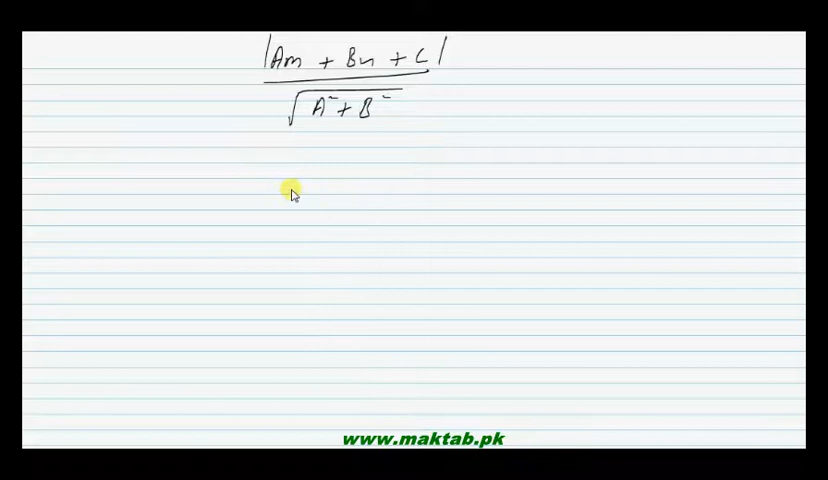 |Am + Bn + C|
√A² + B²
www.maktab.pk